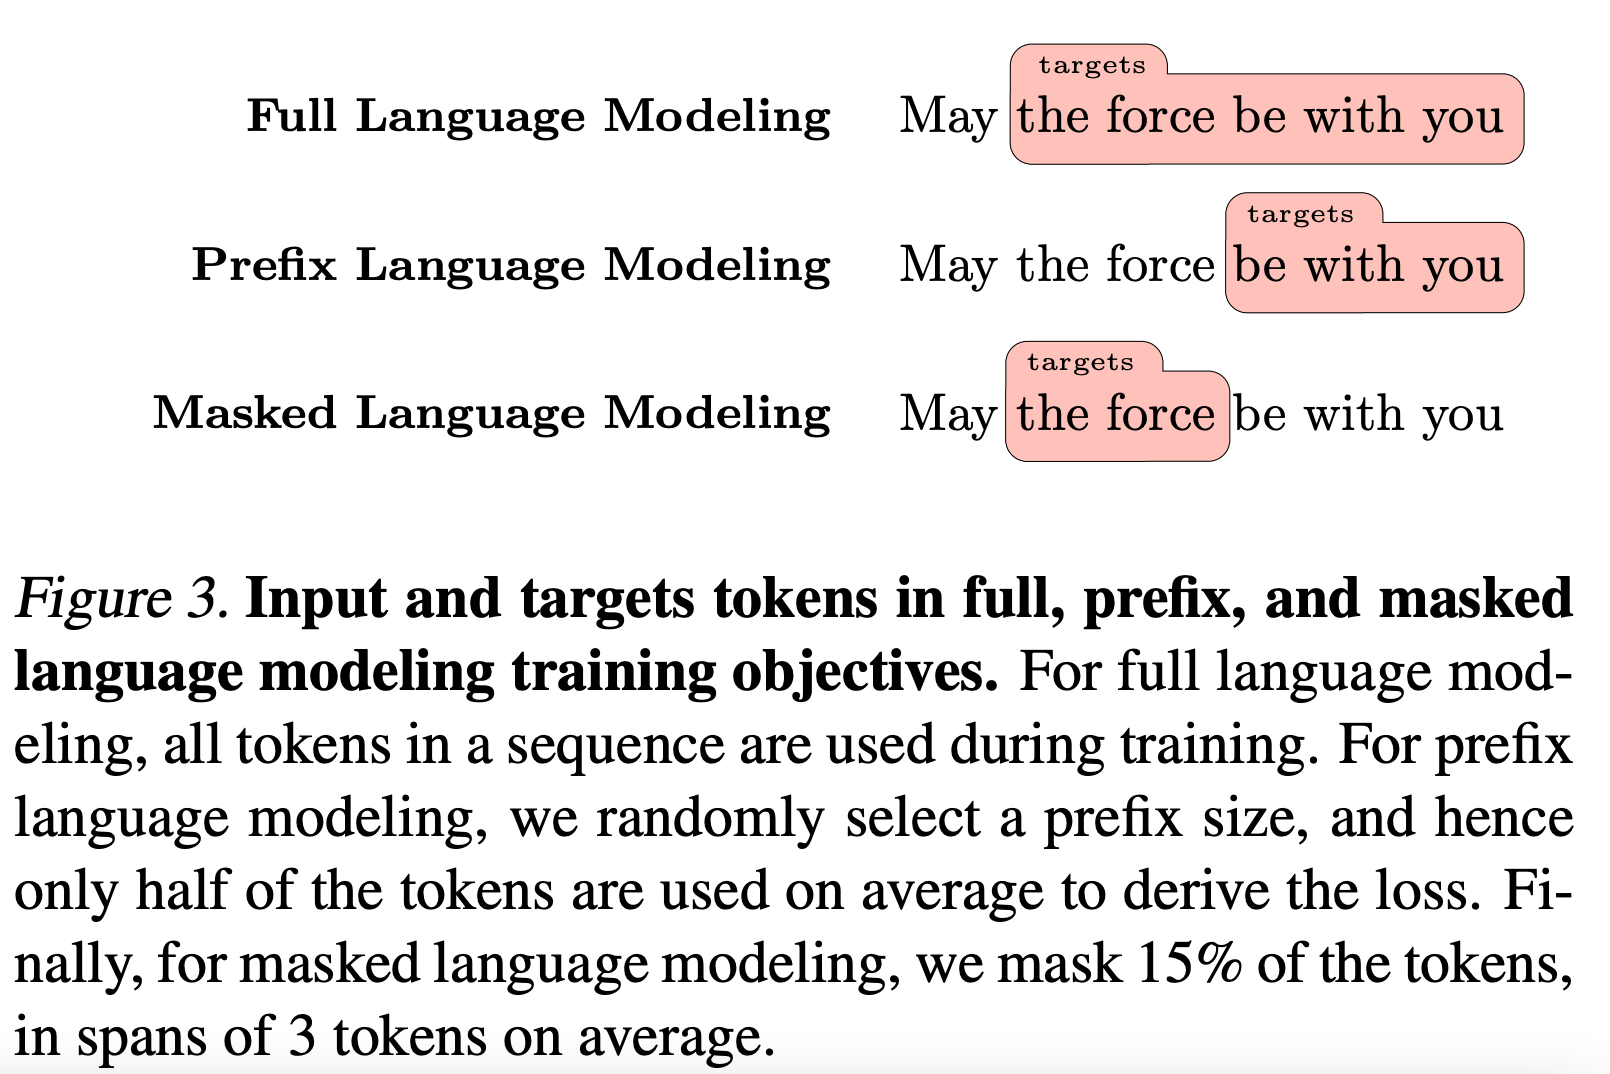 targets
Full Language Modeling May the force be with you
targets
Prefix Language Modeling May the force be with you
targets
Masked Language Modeling May the force be with you
Figure 3. Input and targets tokens in full, prefix, and masked
language modeling training objectives. For full language mod-
eling, all tokens in a sequence are used during training. For prefix
language modeling, we randomly select a prefix size, and hence
only half of the tokens are used on average to derive the loss. Fi-
nally, for masked language modeling, we mask 15% of the tokens,
in spans of 3 tokens on average.